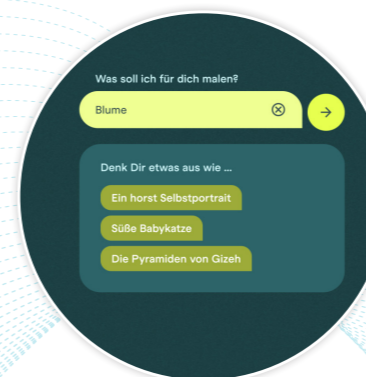 Was soll ich für dich malen?
Blume
Denk Dir etwas aus wie ...
Ein horst Selbstportrait
Süße Babykatze
Die Pyramiden von Gizeh